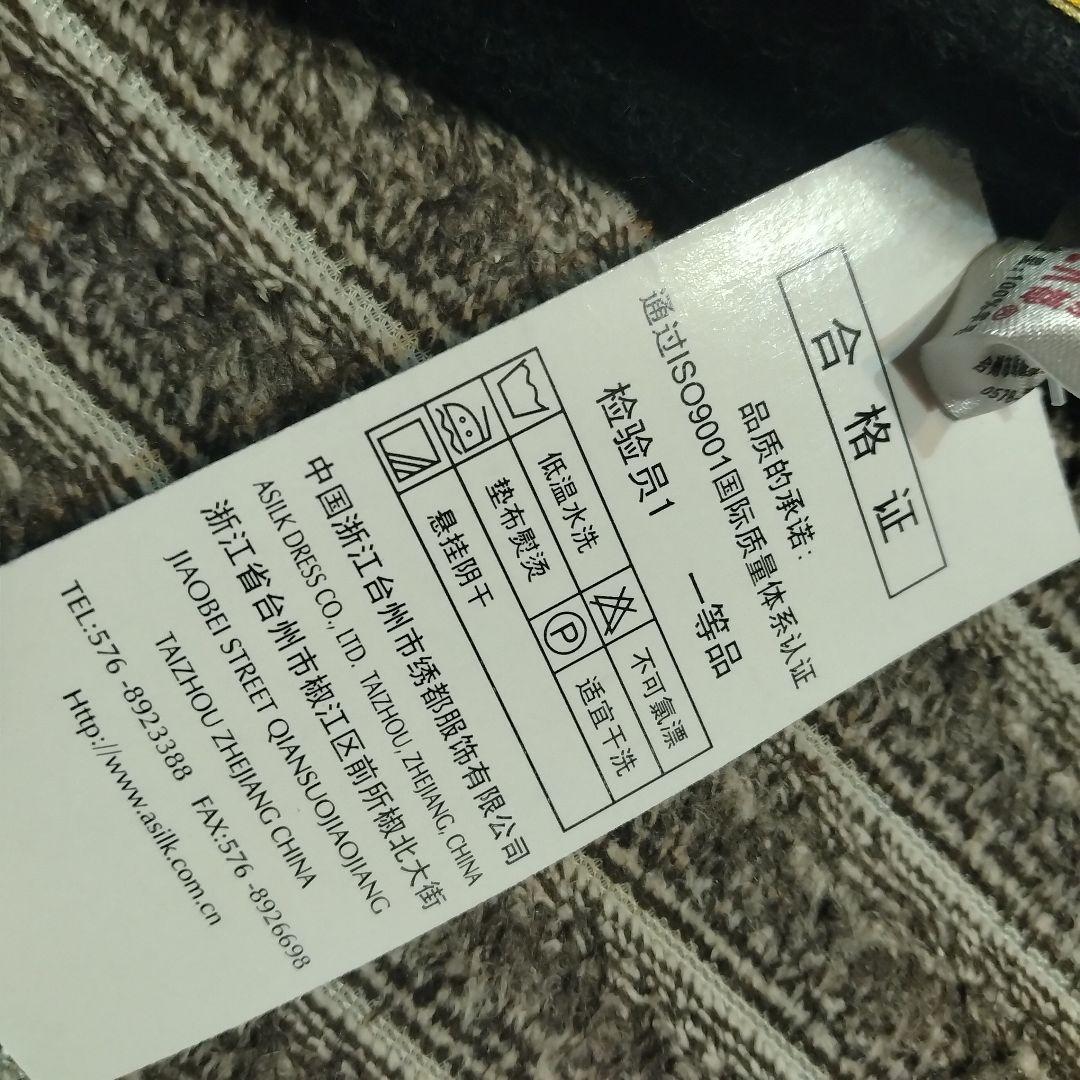 合格证
品质的承诺:
通过ISO9001国际质量体系认证
检验员1 一等品
低温水洗 不可氯漂
垫布熨烫 P 适宜干洗
悬挂阴干
中国浙江台州市绣都服饰有限公司
ASILK DRESS CO., LTD. TAIZHOU, ZHEJIANG, CHINA
浙江省台州市椒江区前所椒北大街
JIAOBEI STREET QIANSUOJIAOJIANG
TAIZHOU ZHEJIANG CHINA
TEL:576 -8923388 FAX:576 -8926698
Http://www.asilk.com.cn